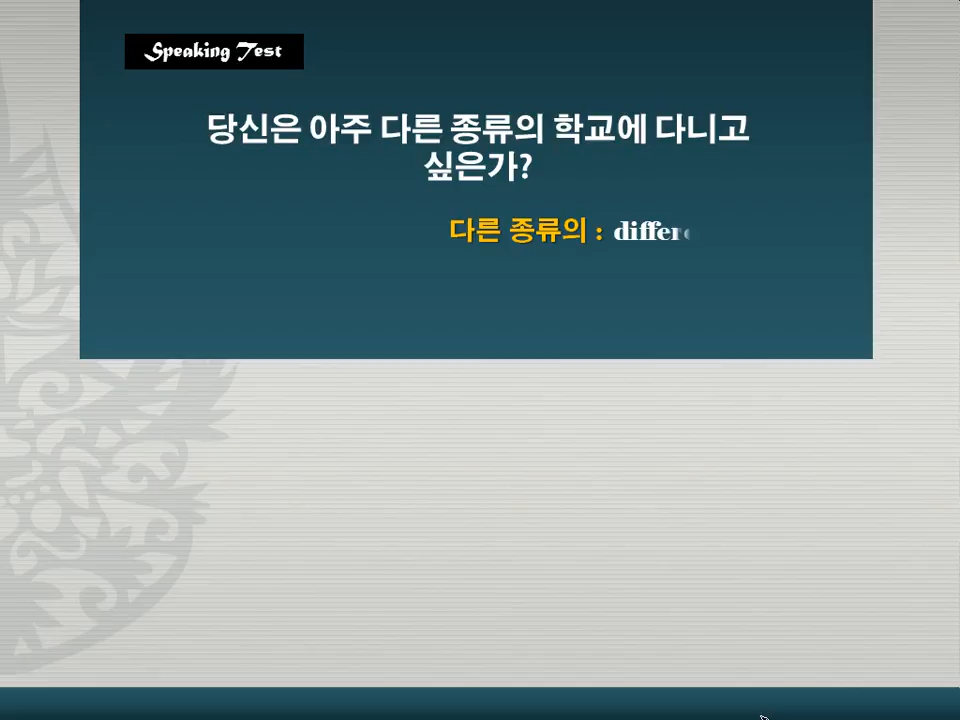 Speaking Test
당신은 아주 다른 종류의 학교에 다니고
싶은가?
다른 종류의 : differ